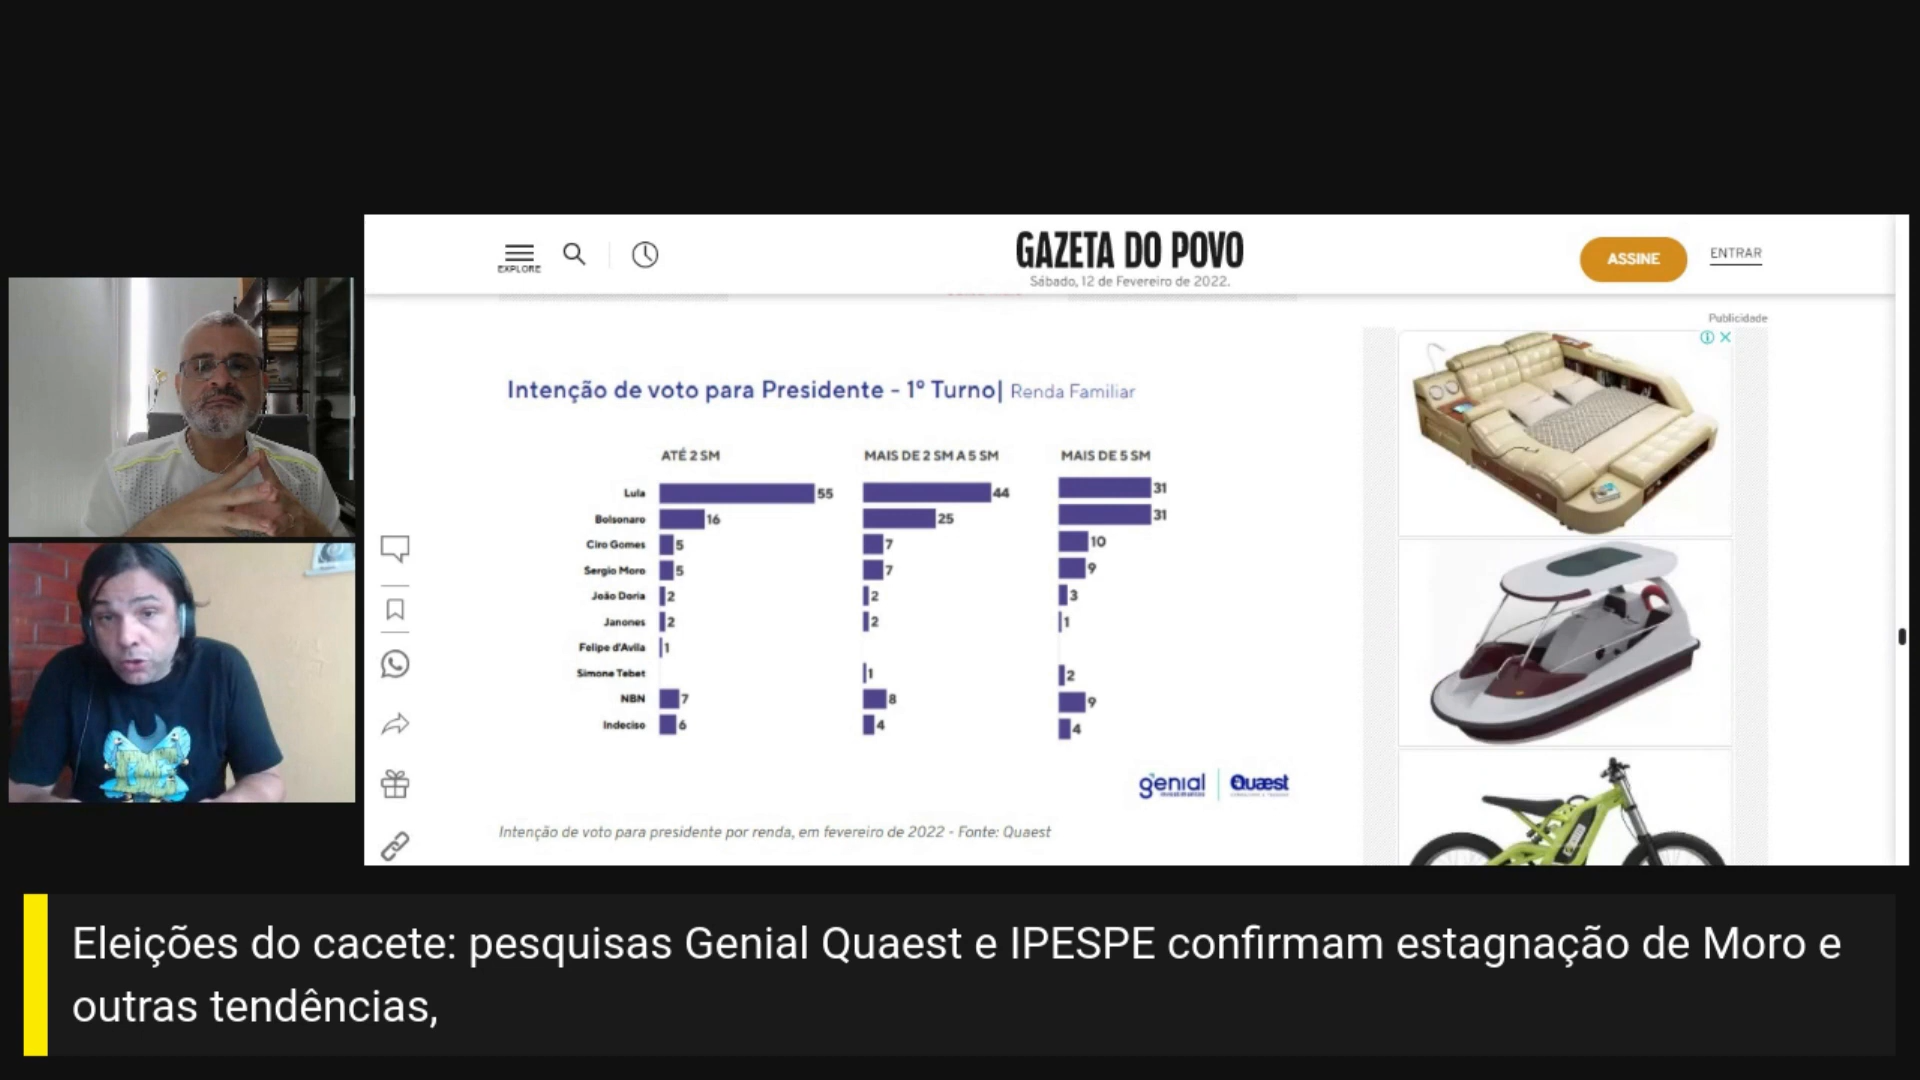 EXPLORE
GAZETA DO POVO
Sábado, 12 de Fevereiro de 2022.
ASSINE
ENTRAR
Publicidade
Intenção de voto para Presidente - 1º Turno| Renda Familiar
ATÉ 2 SM MAIS DE 2 SM A 5 SM MAIS DE 5 SM
Lula 55 44 31
Bolsonaro 16 25 31
Ciro Gomes 5 7 10
Sergio Moro 5 7 9
João Doria 2 2 3
Janones 2 2 1
Felipe d'Avila 1
Simone Tebet 1 2
NBN 7 8 9
Indeciso 6 4 4
genial Quæst
Intenção de voto para presidente por renda, em fevereiro de 2022 - Fonte: Quaest
Eleições do cacete: pesquisas Genial Quaest e IPESPE confirmam estagnação de Moro e
outras tendências,